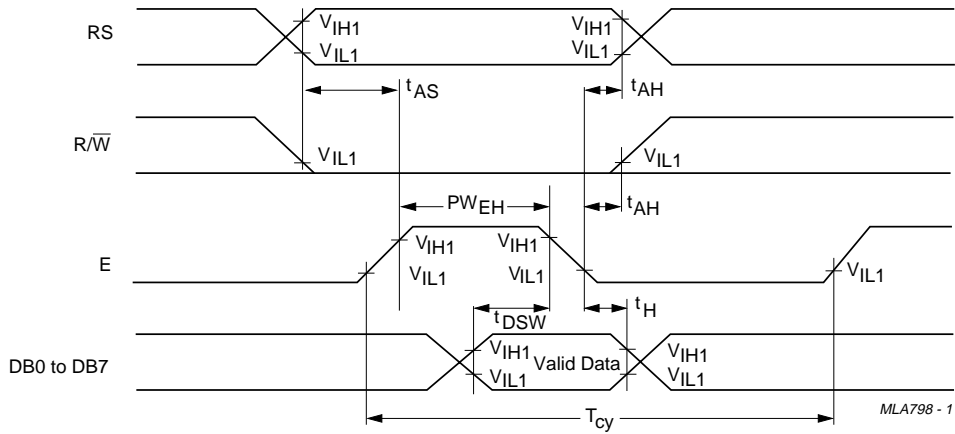 RS
VIH1
VIL1
VIH1
VIL1
tAS
tAH
R/W̅
VIL1
VIL1
PWEH
tAH
E
VIH1
VIL1
VIH1
VIL1
VIL1
tDSW
tH
DB0 to DB7
VIH1
VIL1
Valid Data
VIH1
VIL1
Tcy
MLA798 - 1